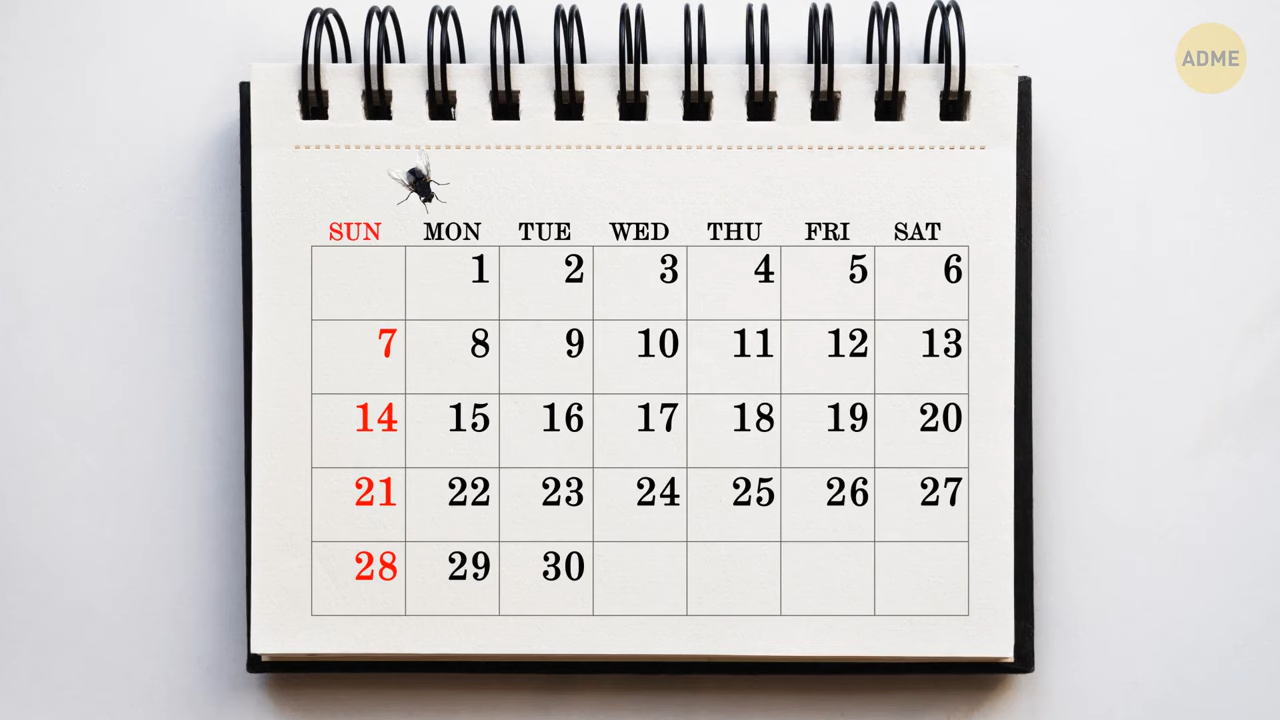 ADME
SUN MON TUE WED THU FRI SAT
1 2 3 4 5 6
7 8 9 10 11 12 13
14 15 16 17 18 19 20
21 22 23 24 25 26 27
28 29 30